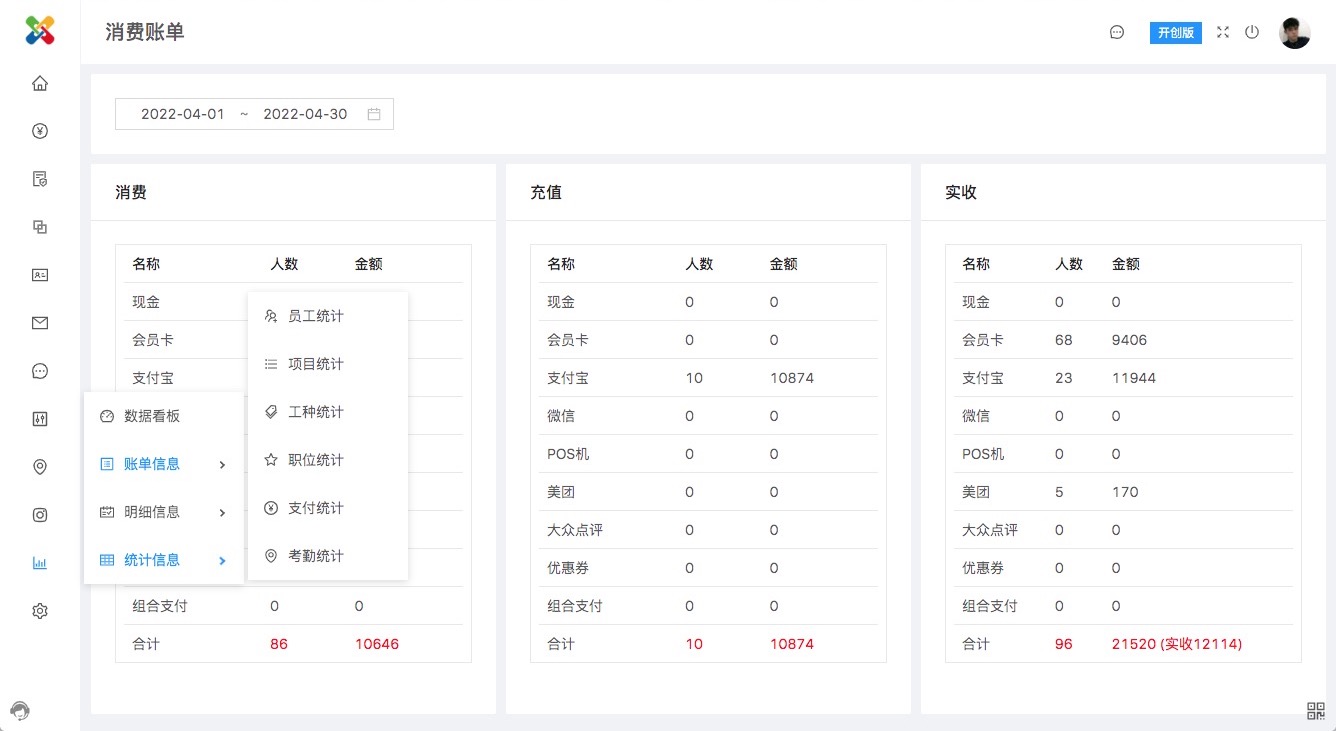 消费账单
开创版
2022-04-01 ~ 2022-04-30
消费
名称 人数 金额
现金
会员卡
支付宝
组合支付 0 0
合计 86 10646
数据看板
账单信息
明细信息
统计信息
员工统计
项目统计
工种统计
职位统计
支付统计
考勤统计
充值
名称 人数 金额
现金 0 0
会员卡 0 0
支付宝 10 10874
微信 0 0
POS机 0 0
美团 0 0
大众点评 0 0
优惠券 0 0
组合支付 0 0
合计 10 10874
实收
名称 人数 金额
现金 0 0
会员卡 68 9406
支付宝 23 11944
微信 0 0
POS机 0 0
美团 5 170
大众点评 0 0
优惠券 0 0
组合支付 0 0
合计 96 21520 (实收12114)